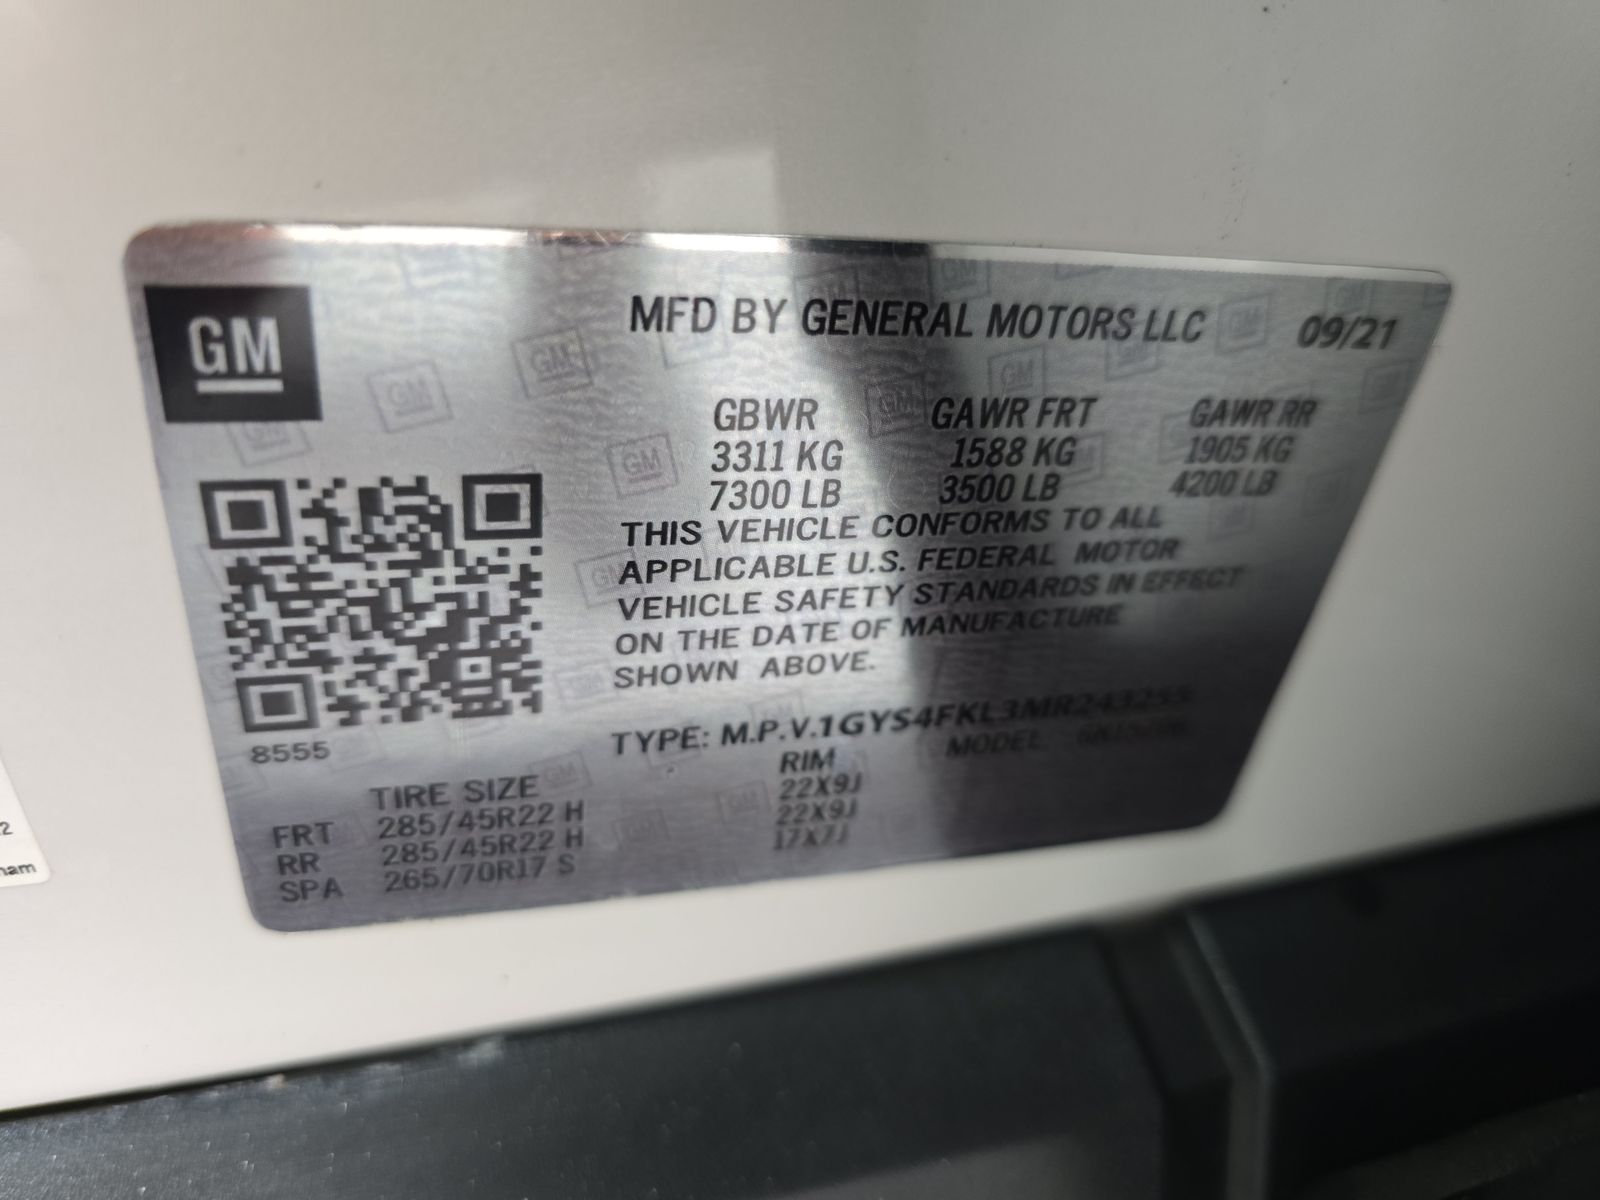 GM
MFD BY GENERAL MOTORS LLC 09/21
GBWR GAWR FRT GAWR RR
3311 KG 1588 KG 1905 KG
7300 LB 3500 LB 4200 LB
THIS VEHICLE CONFORMS TO ALL
APPLICABLE U.S. FEDERAL MOTOR
VEHICLE SAFETY STANDARDS IN EFFECT
ON THE DATE OF MANUFACTURE
SHOWN ABOVE.
8555
TYPE: M.P.V. 1GYS4FKL3MR243255
MODEL
TIRE SIZE RIM
FRT 285/45R22 H 22X9J
RR 285/45R22 H 22X9J
SPA 265/70R17 S 17X7J